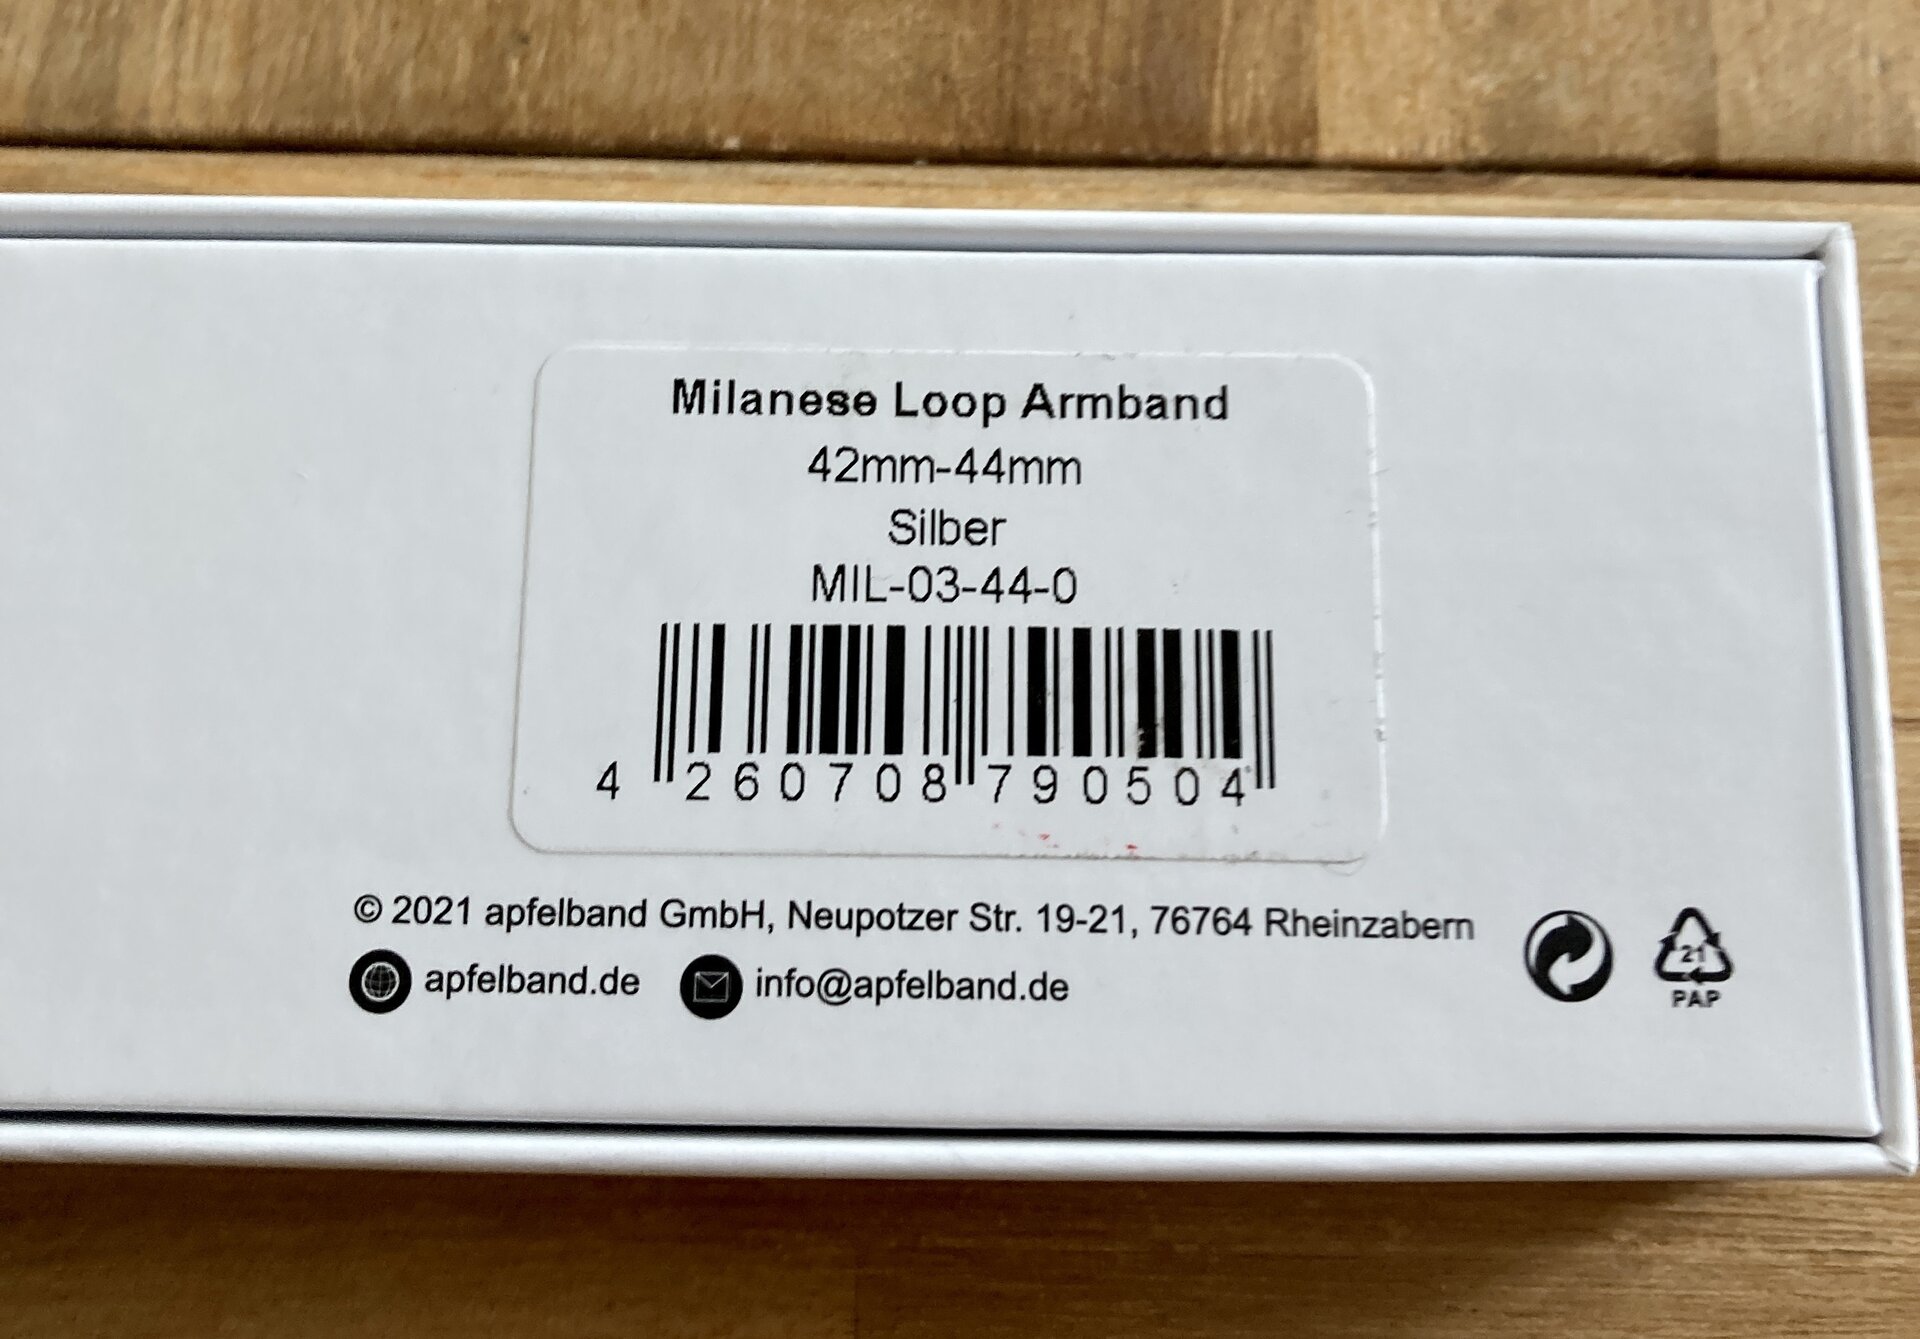 Milanese Loop Armband
42mm-44mm
Silber
MIL-03-44-0
4 260708 790504
© 2021 apfelband GmbH, Neupotzer Str. 19-21, 76764 Rheinzabern
apfelband.de info@apfelband.de
21
PAP